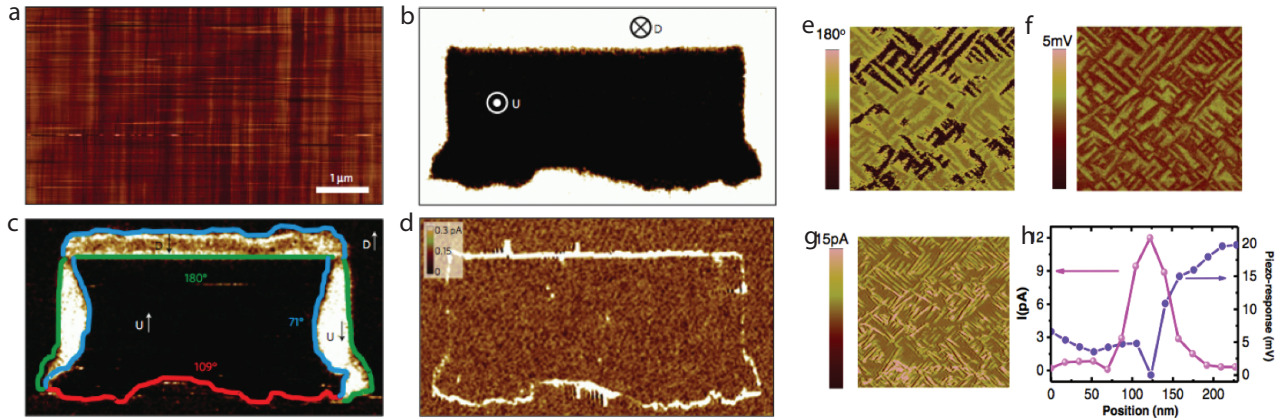 a
1 µm
b
D
U
c
D
D
180°
U
71°
U
109°
d
0.3 pA
0.15
0
e
180°
f
5mV
g
15pA
h
12
9
6
3
0
I(pA)
20
15
10
5
0
Piezo-response (mV)
0
50
100
150
200
Position (nm)